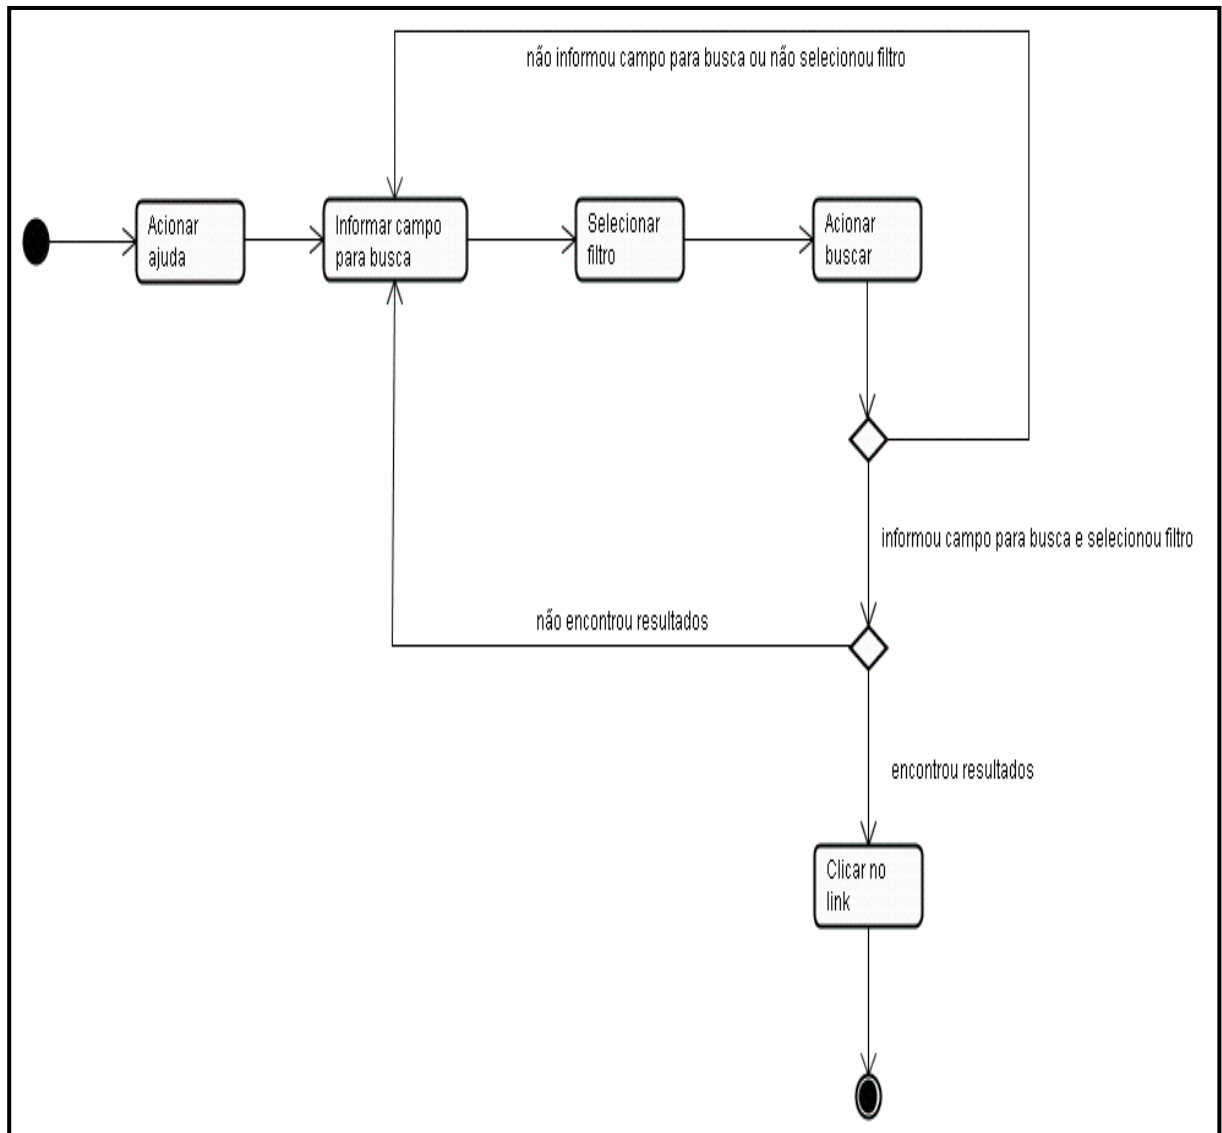 não informou campo para busca ou não selecionou filtro
Acionar
ajuda
Informar campo
para busca
Selecionar
filtro
Acionar
buscar
informou campo para busca e selecionou filtro
não encontrou resultados
encontrou resultados
Clicar no
link